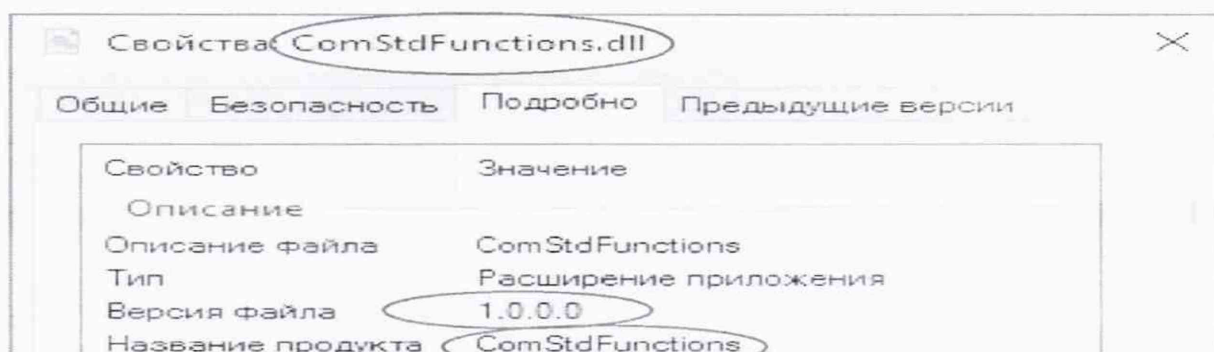 Свойства: ComStdFunctions.dll
Общие Безопасность Подробно Предыдущие версии
Свойство Значение
Описание
Описание файла ComStdFunctions
Тип Расширение приложения
Версия файла 1.0.0.0
Название продукта ComStdFunctions